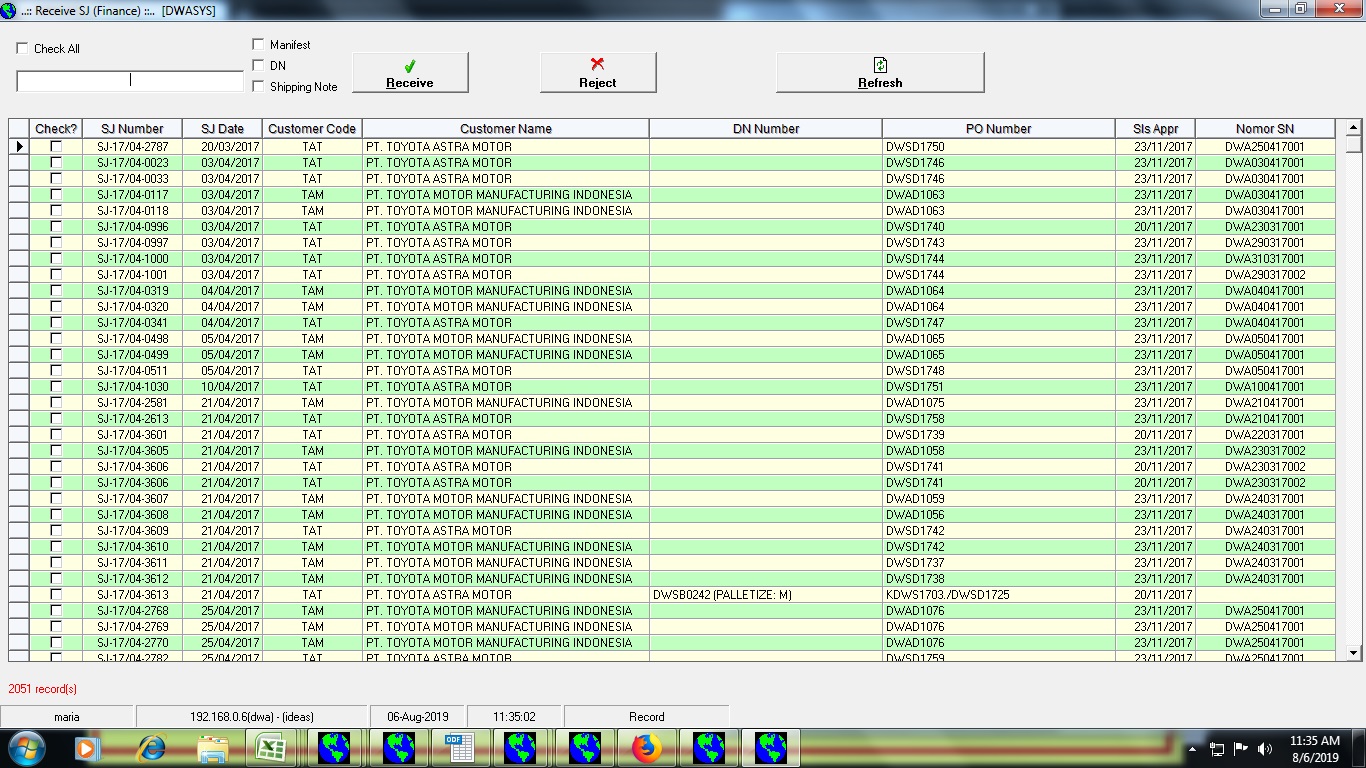 ..:: Receive SJ (Finance) ::.. [DWASYS]
Check All
Manifest
DN
Shipping Note
Receive
Reject
Refresh
Check? SJ Number SJ Date Customer Code Customer Name DN Number PO Number Sls Appr Nomor SN
SJ-17/04-2787 20/03/2017 TAT PT. TOYOTA ASTRA MOTOR DWSD1750 23/11/2017 DWA250417001
SJ-17/04-0023 03/04/2017 TAT PT. TOYOTA ASTRA MOTOR DWSD1746 23/11/2017 DWA030417001
SJ-17/04-0033 03/04/2017 TAT PT. TOYOTA ASTRA MOTOR DWSD1746 23/11/2017 DWA030417001
SJ-17/04-0117 03/04/2017 TAM PT. TOYOTA MOTOR MANUFACTURING INDONESIA DWAD1063 23/11/2017 DWA030417001
SJ-17/04-0118 03/04/2017 TAM PT. TOYOTA MOTOR MANUFACTURING INDONESIA DWAD1063 23/11/2017 DWA030417001
SJ-17/04-0996 03/04/2017 TAT PT. TOYOTA ASTRA MOTOR DWSD1740 20/11/2017 DWA230317001
SJ-17/04-0997 03/04/2017 TAT PT. TOYOTA ASTRA MOTOR DWSD1743 23/11/2017 DWA290317001
SJ-17/04-1000 03/04/2017 TAT PT. TOYOTA ASTRA MOTOR DWSD1744 23/11/2017 DWA310317001
SJ-17/04-1001 03/04/2017 TAT PT. TOYOTA ASTRA MOTOR DWSD1744 23/11/2017 DWA290317002
SJ-17/04-0319 04/04/2017 TAM PT. TOYOTA MOTOR MANUFACTURING INDONESIA DWAD1064 23/11/2017 DWA040417001
SJ-17/04-0320 04/04/2017 TAM PT. TOYOTA MOTOR MANUFACTURING INDONESIA DWAD1064 23/11/2017 DWA040417001
SJ-17/04-0341 04/04/2017 TAT PT. TOYOTA ASTRA MOTOR DWSD1747 23/11/2017 DWA040417001
SJ-17/04-0498 05/04/2017 TAM PT. TOYOTA MOTOR MANUFACTURING INDONESIA DWAD1065 23/11/2017 DWA050417001
SJ-17/04-0499 05/04/2017 TAM PT. TOYOTA MOTOR MANUFACTURING INDONESIA DWAD1065 23/11/2017 DWA050417001
SJ-17/04-0511 05/04/2017 TAT PT. TOYOTA ASTRA MOTOR DWSD1748 23/11/2017 DWA050417001
SJ-17/04-1030 10/04/2017 TAT PT. TOYOTA ASTRA MOTOR DWSD1751 23/11/2017 DWA100417001
SJ-17/04-2581 21/04/2017 TAM PT. TOYOTA MOTOR MANUFACTURING INDONESIA DWAD1075 23/11/2017 DWA210417001
SJ-17/04-2613 21/04/2017 TAT PT. TOYOTA ASTRA MOTOR DWSD1758 23/11/2017 DWA210417001
SJ-17/04-3601 21/04/2017 TAT PT. TOYOTA ASTRA MOTOR DWSD1739 20/11/2017 DWA220317001
SJ-17/04-3605 21/04/2017 TAM PT. TOYOTA MOTOR MANUFACTURING INDONESIA DWAD1058 23/11/2017 DWA230317002
SJ-17/04-3606 21/04/2017 TAT PT. TOYOTA ASTRA MOTOR DWSD1741 20/11/2017 DWA230317002
SJ-17/04-3606 21/04/2017 TAT PT. TOYOTA ASTRA MOTOR DWSD1741 20/11/2017 DWA230317002
SJ-17/04-3607 21/04/2017 TAM PT. TOYOTA MOTOR MANUFACTURING INDONESIA DWAD1059 23/11/2017 DWA240317001
SJ-17/04-3608 21/04/2017 TAM PT. TOYOTA MOTOR MANUFACTURING INDONESIA DWAD1056 23/11/2017 DWA240317001
SJ-17/04-3609 21/04/2017 TAT PT. TOYOTA ASTRA MOTOR DWSD1742 23/11/2017 DWA240317001
SJ-17/04-3610 21/04/2017 TAM PT. TOYOTA MOTOR MANUFACTURING INDONESIA DWSD1742 23/11/2017 DWA240317001
SJ-17/04-3611 21/04/2017 TAM PT. TOYOTA MOTOR MANUFACTURING INDONESIA DWSD1737 23/11/2017 DWA240317001
SJ-17/04-3612 21/04/2017 TAM PT. TOYOTA MOTOR MANUFACTURING INDONESIA DWSD1738 23/11/2017 DWA240317001
SJ-17/04-3613 21/04/2017 TAT PT. TOYOTA ASTRA MOTOR DWSB0242 (PALLETIZE: M) KDWS1703./DWSD1725 20/11/2017
SJ-17/04-2768 25/04/2017 TAM PT. TOYOTA MOTOR MANUFACTURING INDONESIA DWAD1076 23/11/2017 DWA250417001
SJ-17/04-2769 25/04/2017 TAM PT. TOYOTA MOTOR MANUFACTURING INDONESIA DWAD1076 23/11/2017 DWA250417001
SJ-17/04-2770 25/04/2017 TAM PT. TOYOTA MOTOR MANUFACTURING INDONESIA DWAD1076 23/11/2017 DWA250417001
SJ-17/04-2782 25/04/2017 TAT PT. TOYOTA ASTRA MOTOR DWSD1759 23/11/2017 DWA250417001
2051 record(s)
maria 192.168.0.6(dwa) - (ideas) 06-Aug-2019 11:35:02 Record
ODF
11:35 AM
8/6/2019